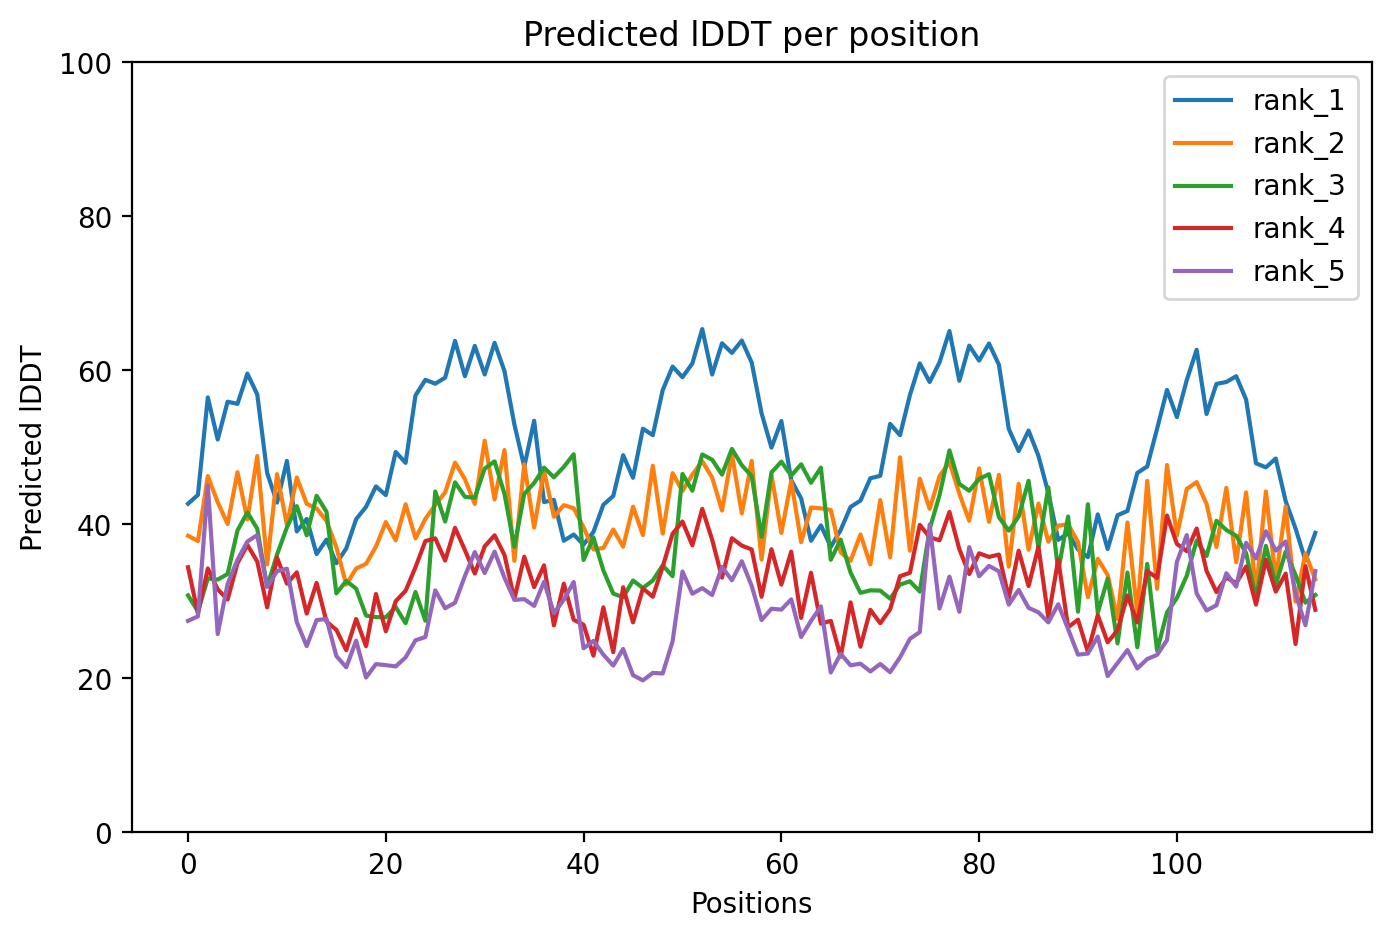 Predicted lDDT per position
100
80
60
40
20
0
Predicted lDDT
0 20 40 60 80 100
Positions
rank_1
rank_2
rank_3
rank_4
rank_5